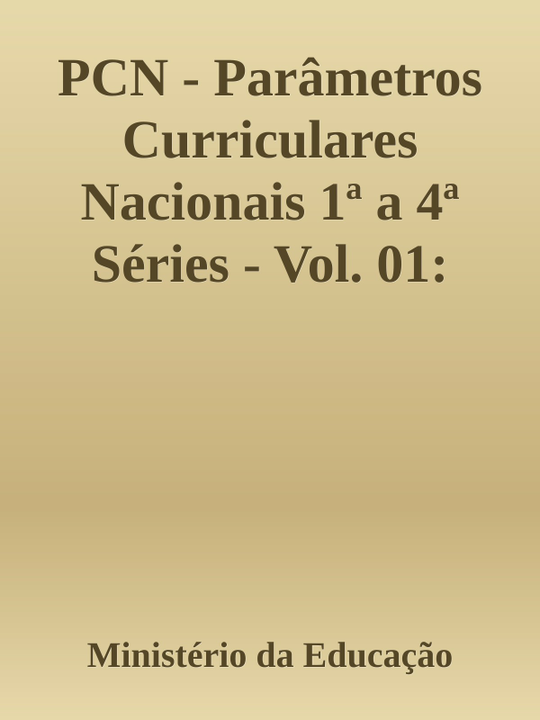 PCN - Parâmetros
Curriculares
Nacionais 1ª a 4ª
Séries - Vol. 01:
Ministério da Educação